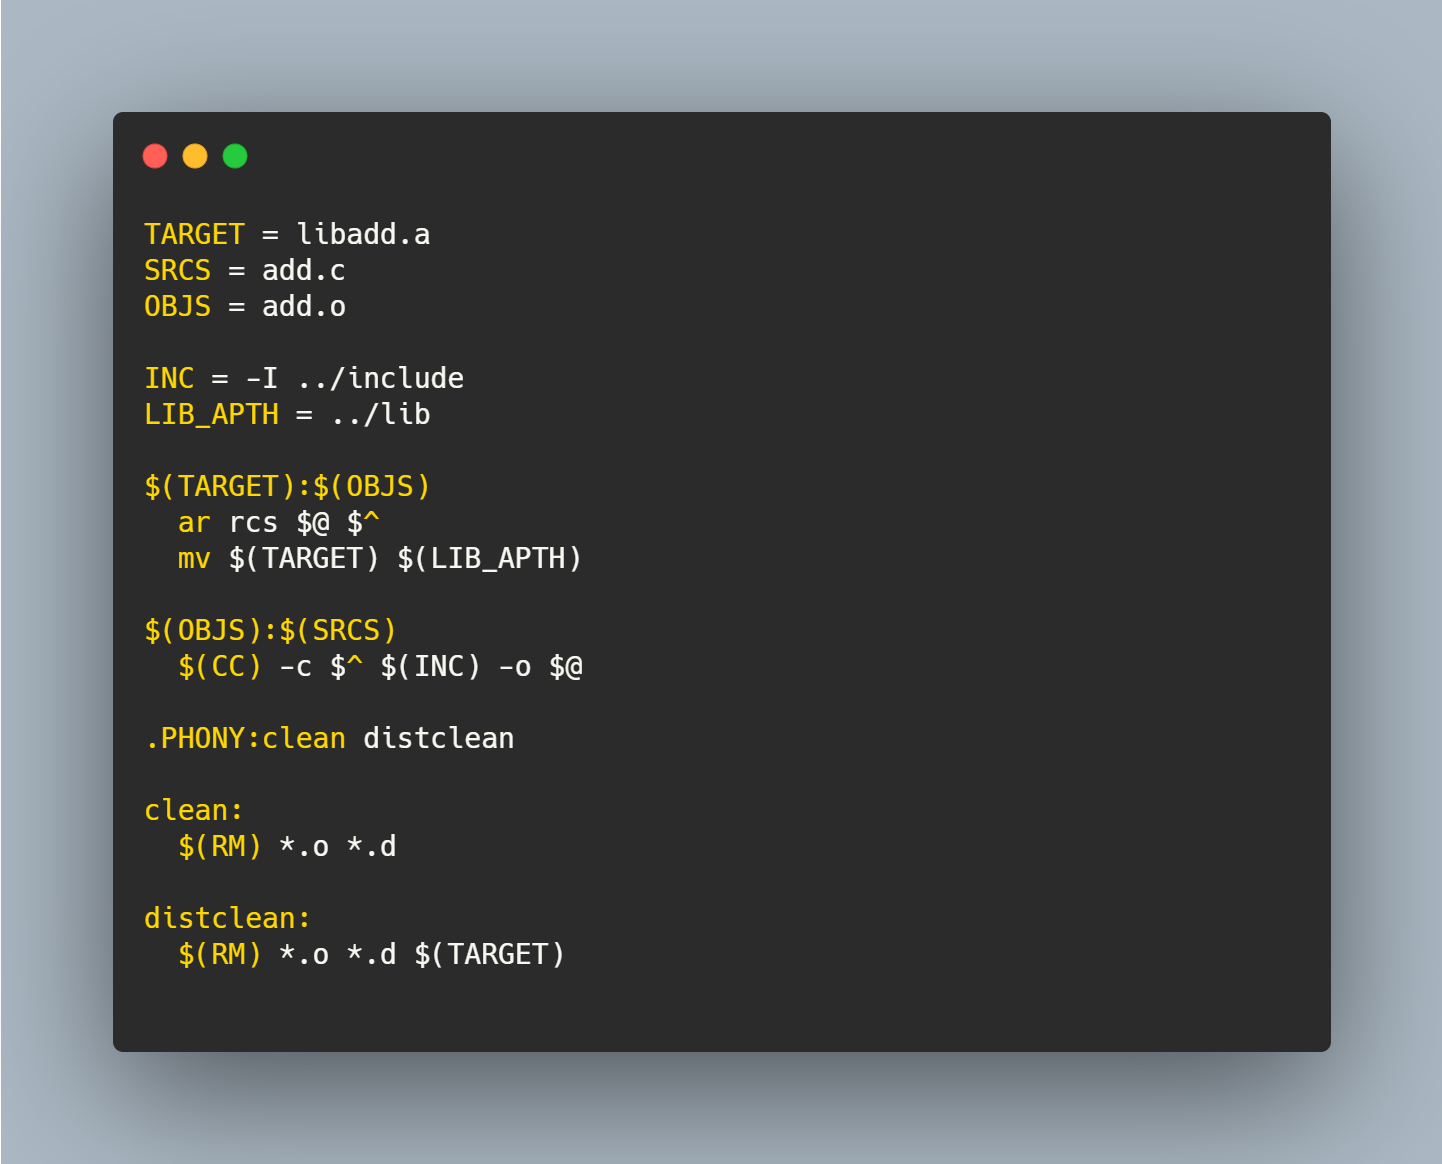 TARGET = libadd.a
SRCS = add.c
OBJS = add.o
INC = -I ../include
LIB_APTH = ../lib
$(TARGET):$(OBJS)
  ar rcs $@ $^
  mv $(TARGET) $(LIB_APTH)
$(OBJS):$(SRCS)
  $(CC) -c $^ $(INC) -o $@
.PHONY:clean distclean
clean:
  $(RM) *.o *.d
distclean:
  $(RM) *.o *.d $(TARGET)